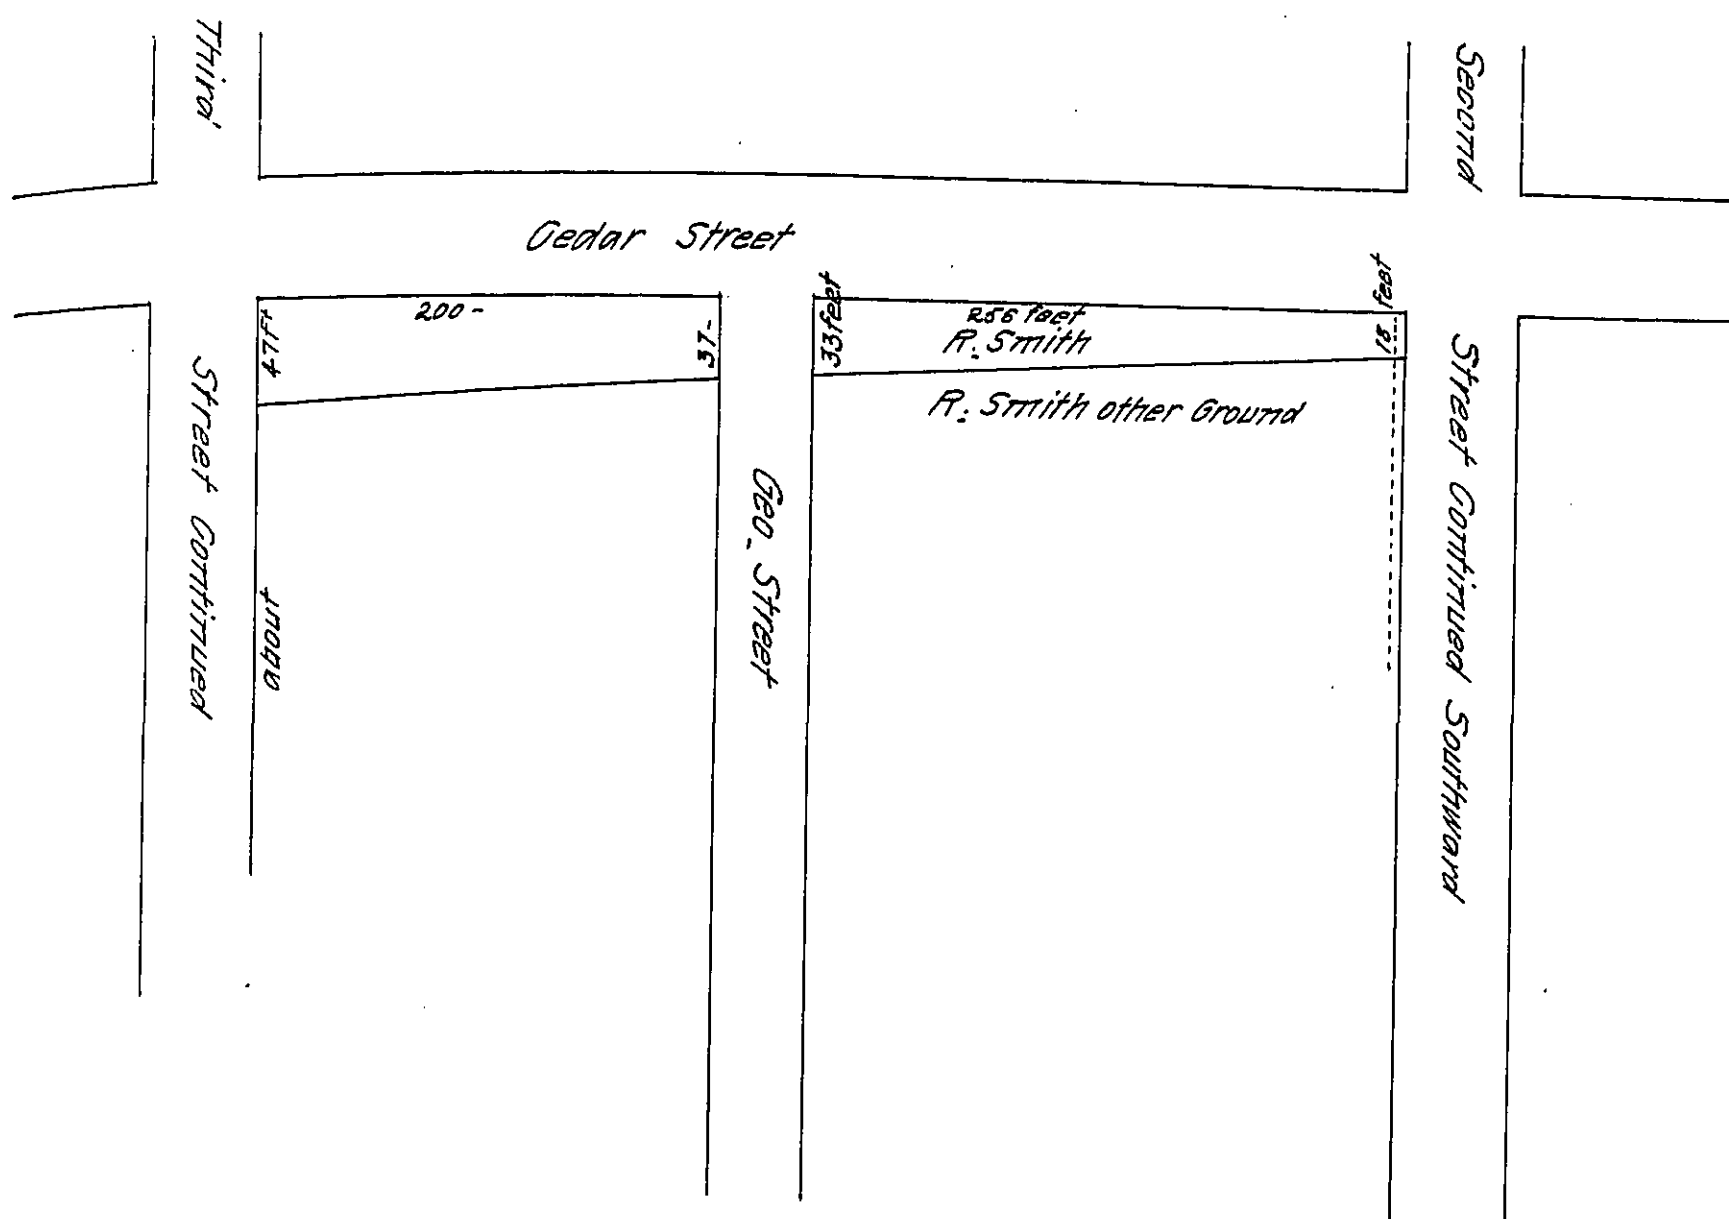 Third
Second
Cedar Street
200-
47 Ft
37-
33 feet
256 feet
R. Smith
18 feet
R. Smith other Ground
Street Continued
about
Geo. Street
Street Continued Southward